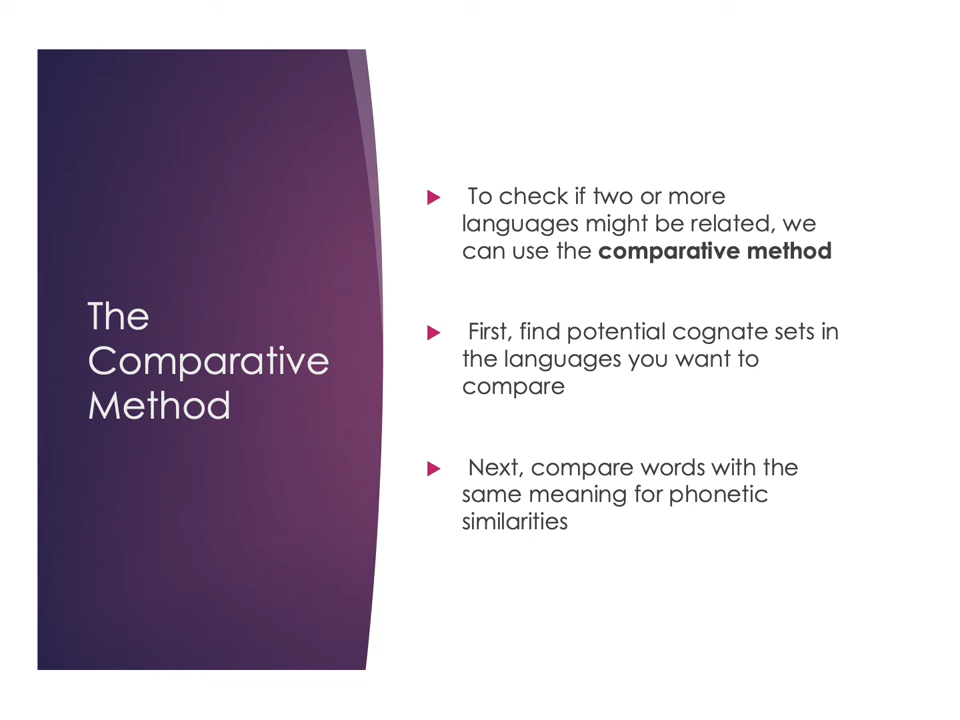 The
Comparative
Method
To check if two or more
languages might be related, we
can use the comparative method
First, find potential cognate sets in
the languages you want to
compare
Next, compare words with the
same meaning for phonetic
similarities